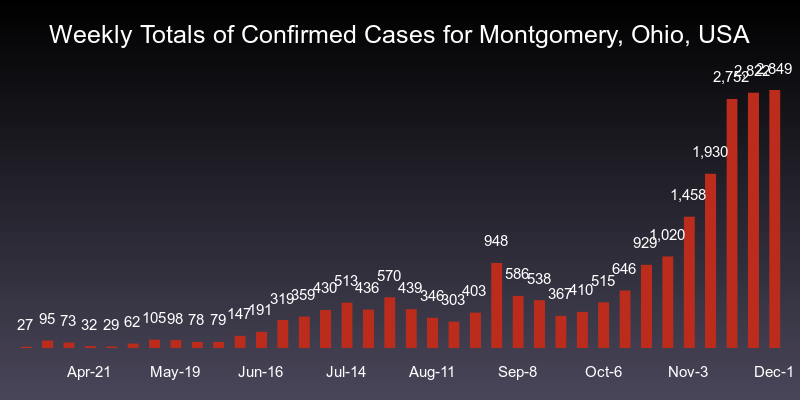 Weekly Totals of Confirmed Cases for Montgomery, Ohio, USA
27 95 73 32 29 62 105 98 78 79 147 191 319 359 430 513 436 570 439 346 303 403 948 586 538 367 410 515 646 929 1,020 1,458 1,930 2,752 2,822 2,849
Apr-21 May-19 Jun-16 Jul-14 Aug-11 Sep-8 Oct-6 Nov-3 Dec-1